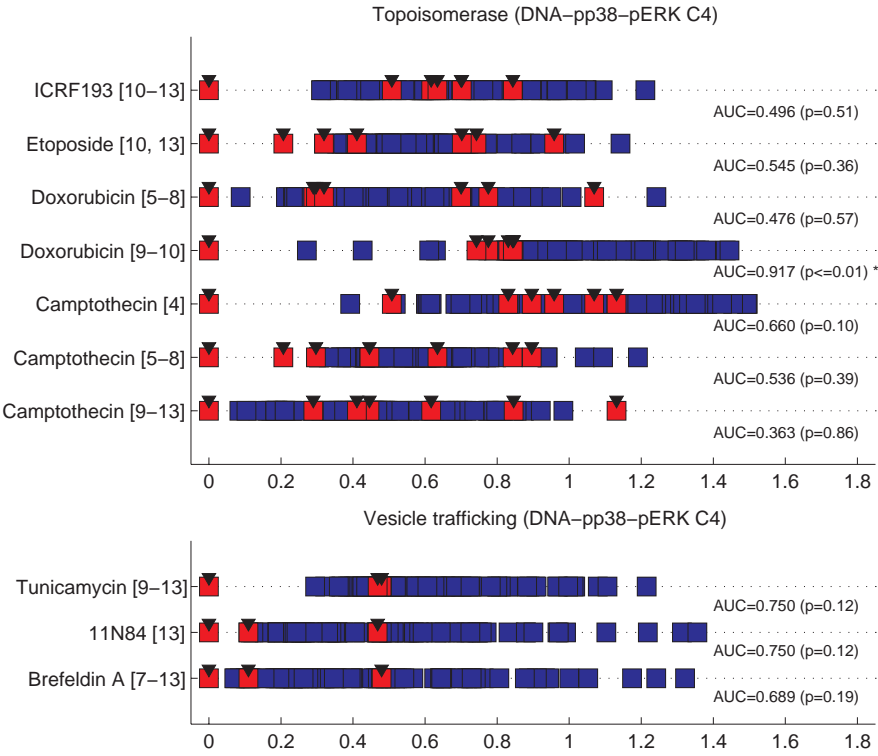 Topoisomerase (DNA−pp38−pERK C4)
ICRF193 [10−13]
AUC=0.496 (p=0.51)
Etoposide [10, 13]
AUC=0.545 (p=0.36)
Doxorubicin [5−8]
AUC=0.476 (p=0.57)
Doxorubicin [9−10]
AUC=0.917 (p<=0.01) *
Camptothecin [4]
AUC=0.660 (p=0.10)
Camptothecin [5−8]
AUC=0.536 (p=0.39)
Camptothecin [9−13]
AUC=0.363 (p=0.86)
0 0.2 0.4 0.6 0.8 1 1.2 1.4 1.6 1.8
Vesicle trafficking (DNA−pp38−pERK C4)
Tunicamycin [9−13]
AUC=0.750 (p=0.12)
11N84 [13]
AUC=0.750 (p=0.12)
Brefeldin A [7−13]
AUC=0.689 (p=0.19)
0 0.2 0.4 0.6 0.8 1 1.2 1.4 1.6 1.8